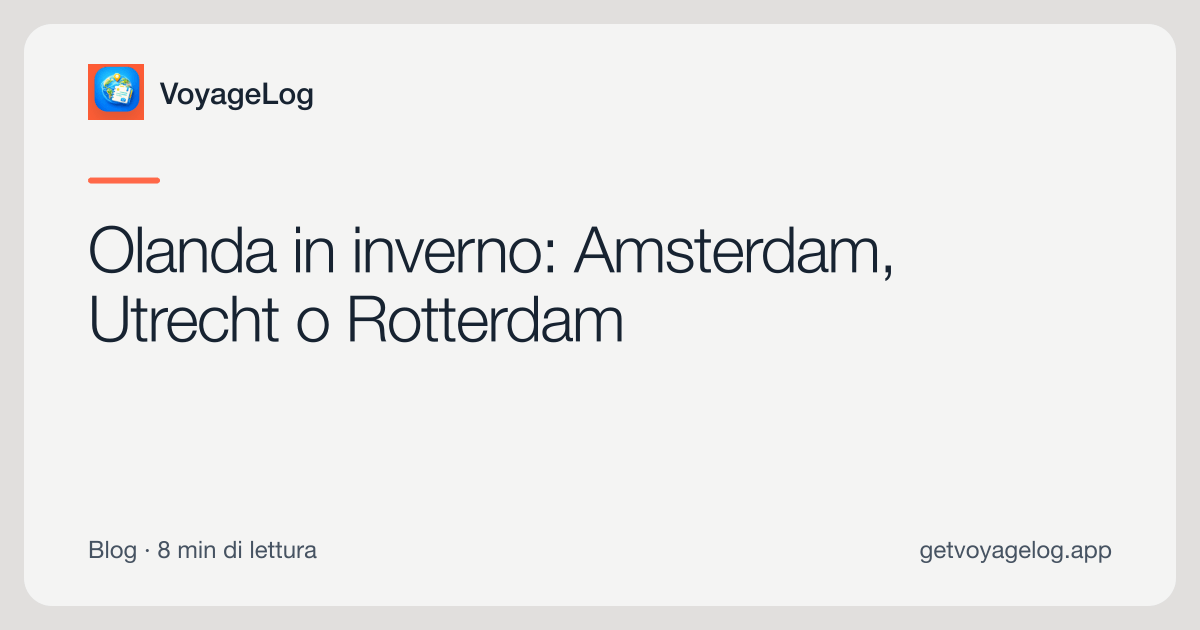 VoyageLog
Olanda in inverno: Amsterdam,
Utrecht o Rotterdam
Blog · 8 min di lettura
getvoyagelog.app